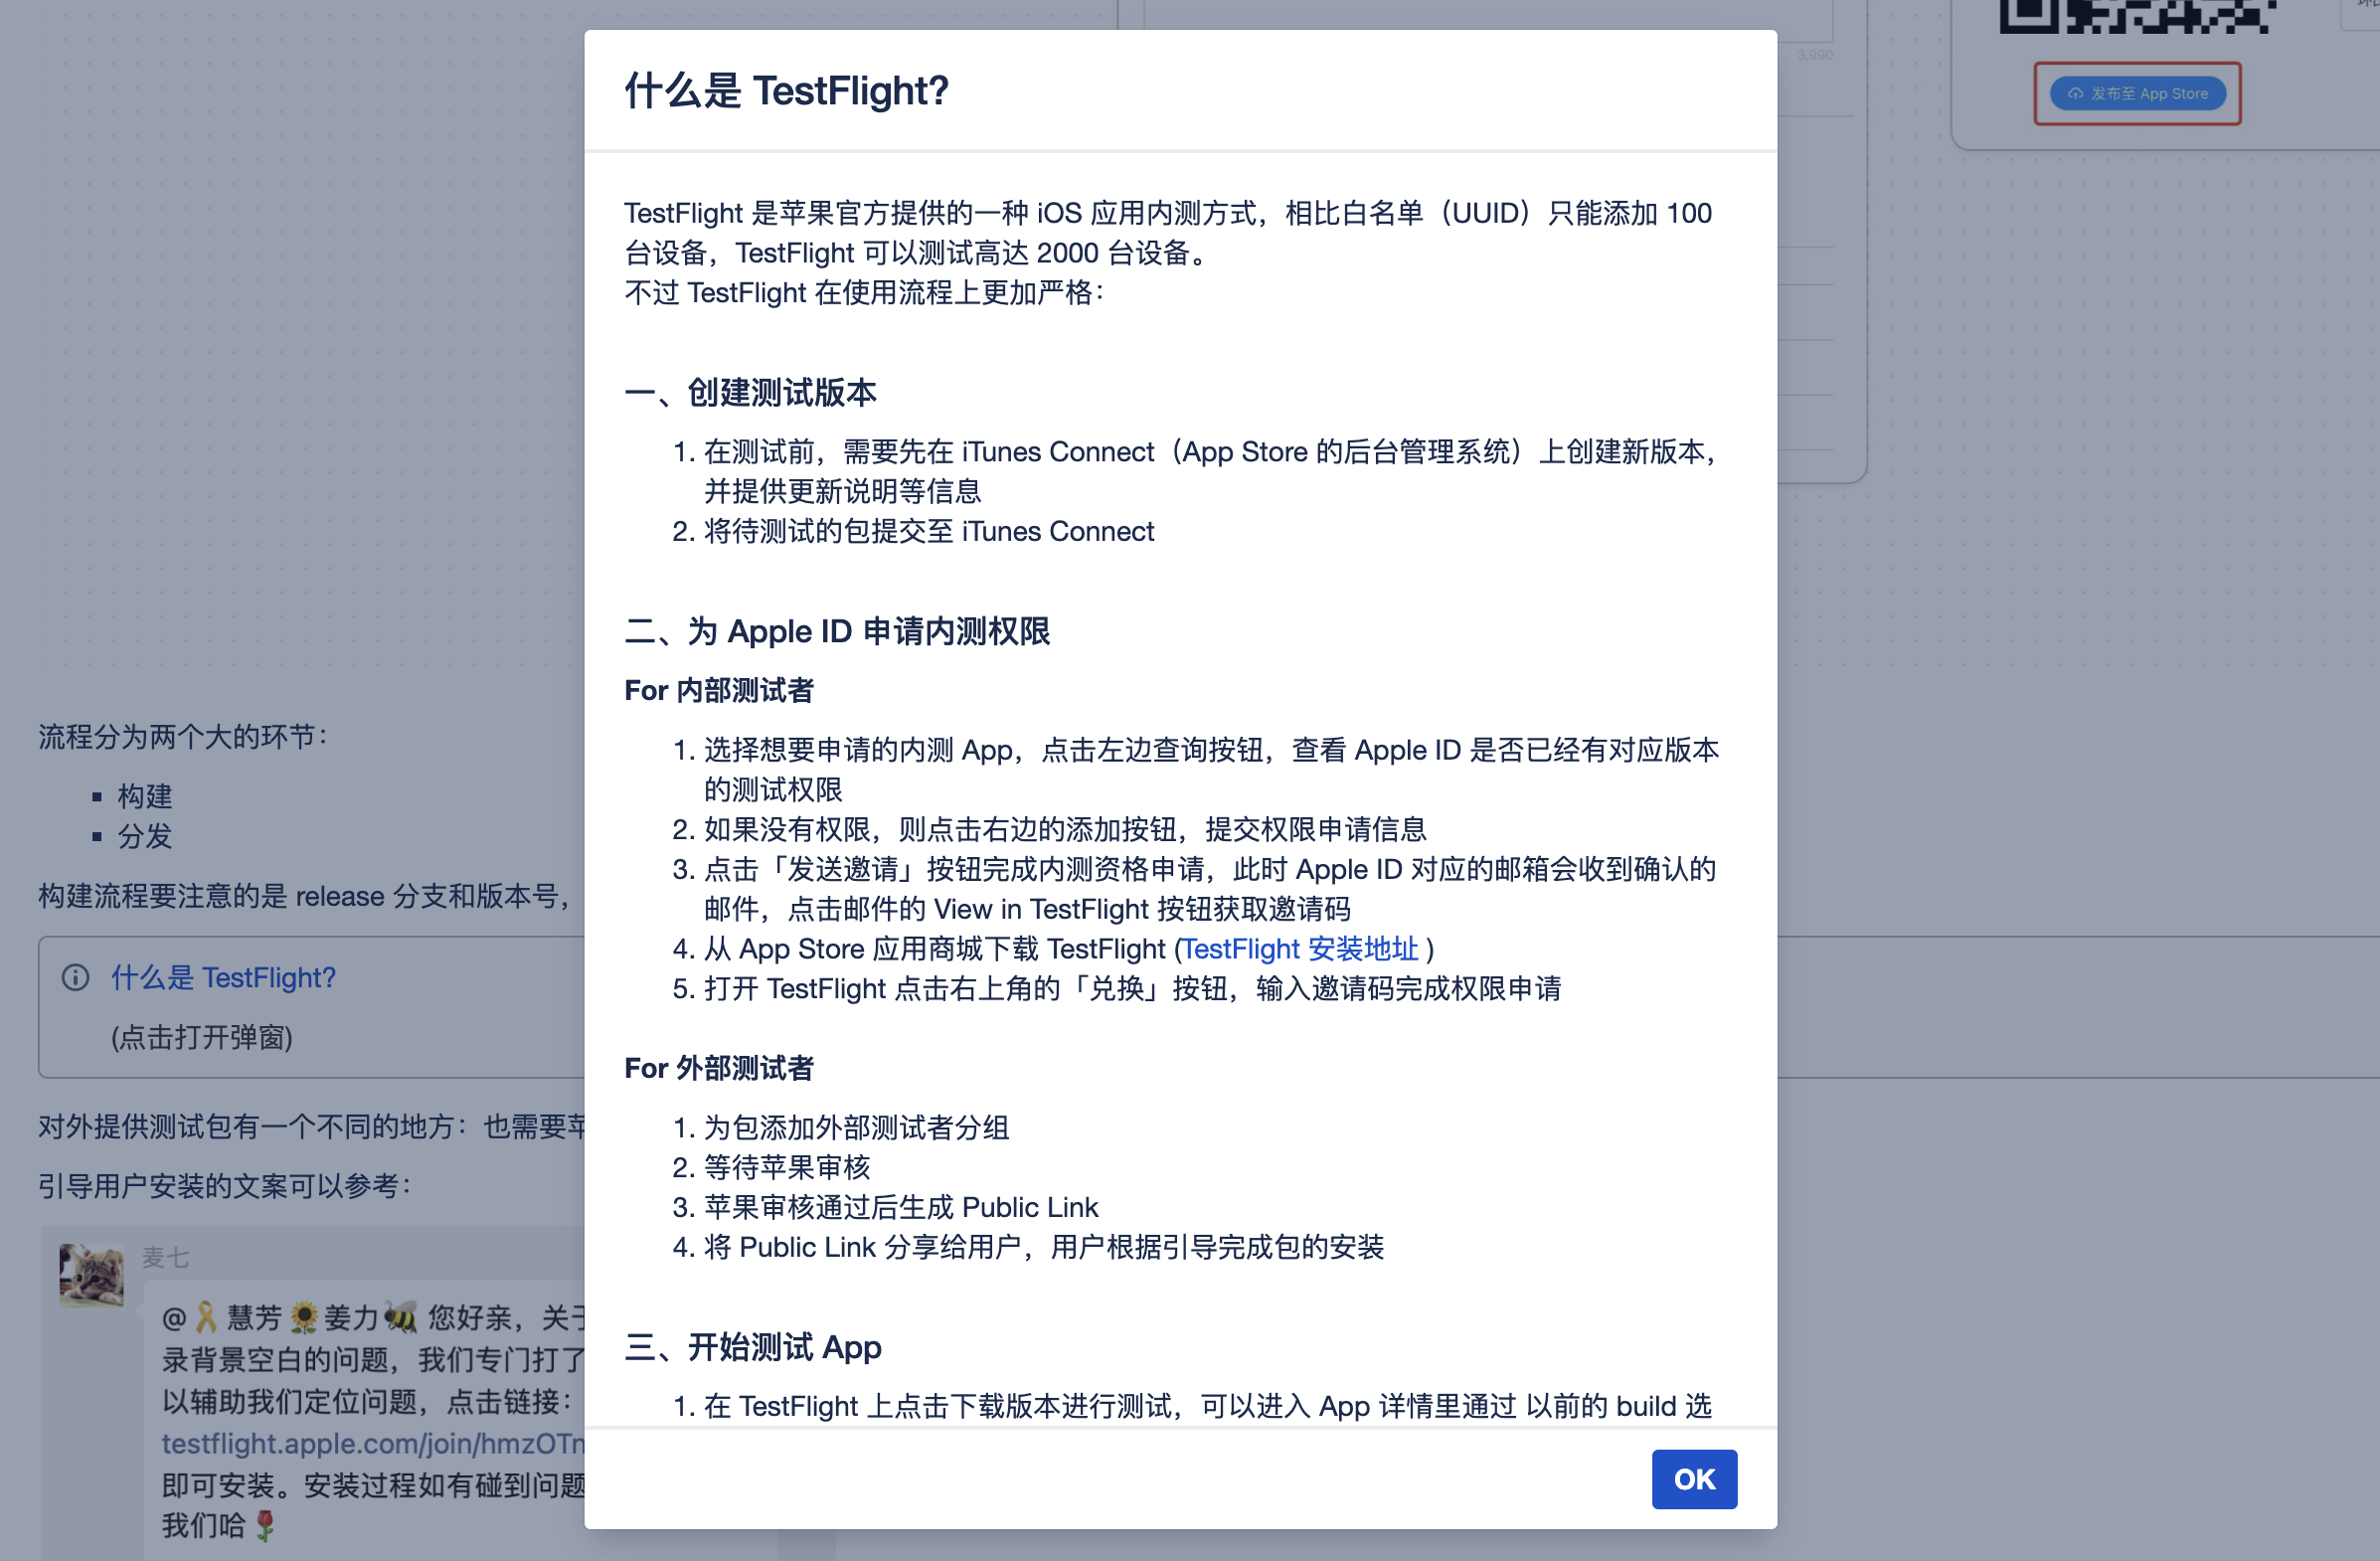 3,990
发布至 App Store
什么是 TestFlight?
TestFlight 是苹果官方提供的一种 iOS 应用内测方式，相比白名单（UUID）只能添加 100
台设备，TestFlight 可以测试高达 2000 台设备。
不过 TestFlight 在使用流程上更加严格：
一、创建测试版本
1. 在测试前，需要先在 iTunes Connect（App Store 的后台管理系统）上创建新版本，
并提供更新说明等信息
2. 将待测试的包提交至 iTunes Connect
二、为 Apple ID 申请内测权限
For 内部测试者
1. 选择想要申请的内测 App，点击左边查询按钮，查看 Apple ID 是否已经有对应版本
的测试权限
2. 如果没有权限，则点击右边的添加按钮，提交权限申请信息
3. 点击「发送邀请」按钮完成内测资格申请，此时 Apple ID 对应的邮箱会收到确认的
邮件，点击邮件的 View in TestFlight 按钮获取邀请码
4. 从 App Store 应用商城下载 TestFlight (TestFlight 安装地址 )
5. 打开 TestFlight 点击右上角的「兑换」按钮，输入邀请码完成权限申请
For 外部测试者
1. 为包添加外部测试者分组
2. 等待苹果审核
3. 苹果审核通过后生成 Public Link
4. 将 Public Link 分享给用户，用户根据引导完成包的安装
三、开始测试 App
1. 在 TestFlight 上点击下载版本进行测试，可以进入 App 详情里通过 以前的 build 选
OK
流程分为两个大的环节：
构建
分发
构建流程要注意的是 release 分支和版本号，
什么是 TestFlight?
(点击打开弹窗)
对外提供测试包有一个不同的地方：也需要苹
引导用户安装的文案可以参考：
麦七
@🎗慧芳🌻姜力🐝 您好亲，关于
录背景空白的问题，我们专门打了
以辅助我们定位问题，点击链接：
testflight.apple.com/join/hmzOTn
即可安装。安装过程如有碰到问题
我们哈🌹